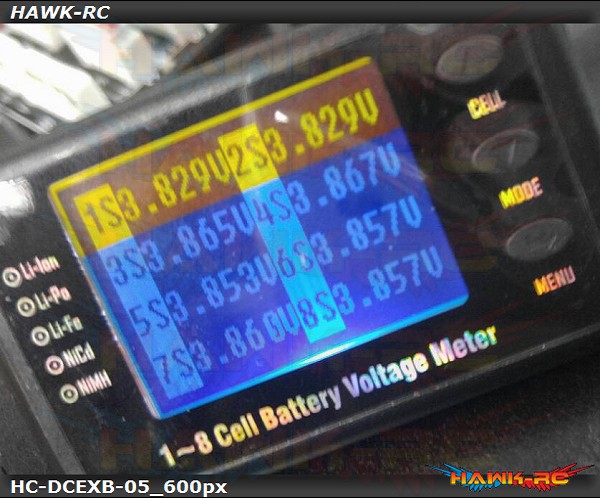 HAWK-RC
CELL
MODE
MENU
1S3.829V2S3.829V
3S3.865V4S3.867V
5S3.853V6S3.857V
7S3.860V8S3.857V
Li-Ion
Li-Po
Li-Fe
NiCd
NiMH
1~8 Cell Battery Voltage Meter
HAWK-RC
HC-DCEXB-05_600px